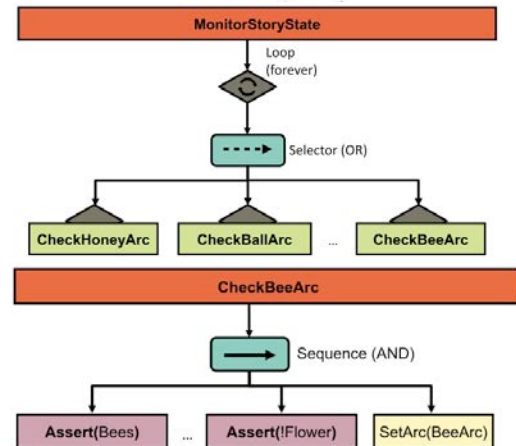 MonitorStoryState
Loop
(forever)
Selector (OR)
CheckHoneyArc CheckBallArc ... CheckBeeArc
CheckBeeArc
Sequence (AND)
Assert(Bees) ... Assert(!Flower) SetArc(BeeArc)